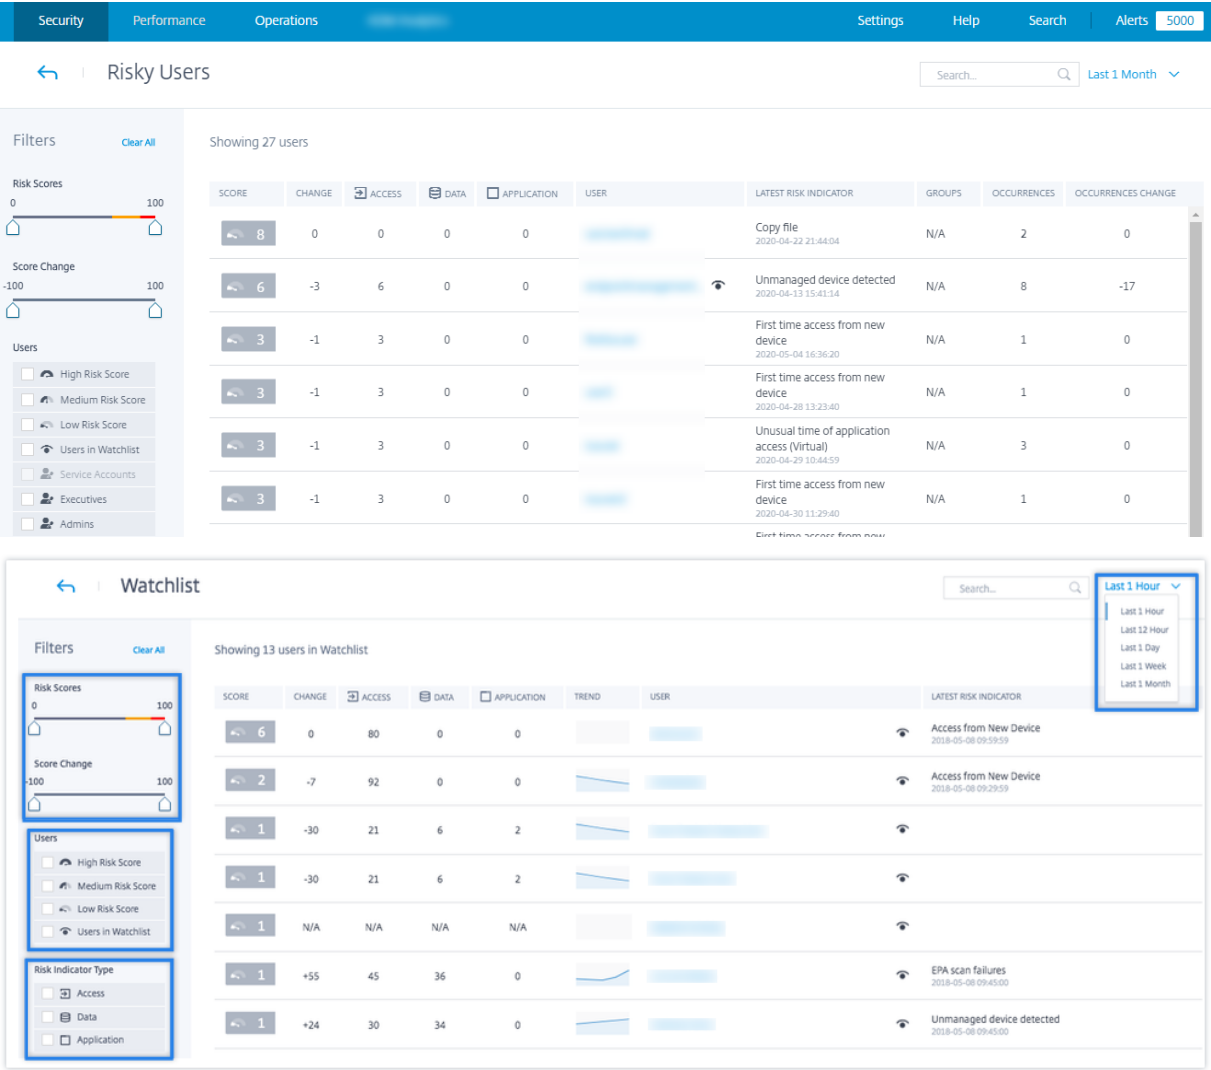 Security Performance Operations Settings Help Search Alerts 5000
Risky Users Search... Last 1 Month
Filters Clear All
Showing 27 users
Risk Scores
0 100
Score Change
-100 100
Users
High Risk Score
Medium Risk Score
Low Risk Score
Users in Watchlist
Service Accounts
Executives
Admins
SCORE CHANGE ACCESS DATA APPLICATION USER LATEST RISK INDICATOR GROUPS OCCURRENCES OCCURRENCES CHANGE
8 0 0 0 0 Copy file N/A 2 0
2020-04-22 21:44:04
6 -3 6 0 0 Unmanaged device detected N/A 8 -17
2020-04-13 15:41:14
3 -1 3 0 0 First time access from new device N/A 1 0
2020-05-04 16:36:20
3 -1 3 0 0 First time access from new device N/A 1 0
2020-04-28 13:23:40
3 -1 3 0 0 Unusual time of application access (Virtual) N/A 3 0
2020-04-29 10:44:59
3 -1 3 0 0 First time access from new device N/A 1 0
2020-04-30 11:29:40
First time access from new
Watchlist Search... Last 1 Hour
Last 1 Hour
Last 12 Hour
Last 1 Day
Last 1 Week
Last 1 Month
Filters Clear All
Showing 13 users in Watchlist
Risk Scores
0 100
Score Change
-100 100
Users
High Risk Score
Medium Risk Score
Low Risk Score
Users in Watchlist
Risk Indicator Type
Access
Data
Application
SCORE CHANGE ACCESS DATA APPLICATION TREND USER LATEST RISK INDICATOR
6 0 80 0 0 Access from New Device
2018-05-08 09:59:59
2 -7 92 0 0 Access from New Device
2018-05-08 09:29:59
1 -30 21 6 2
1 -30 21 6 2
1 N/A N/A N/A N/A
1 +55 45 36 0 EPA scan failures
2018-05-08 09:45:00
1 +24 30 34 0 Unmanaged device detected
2018-05-08 09:45:00